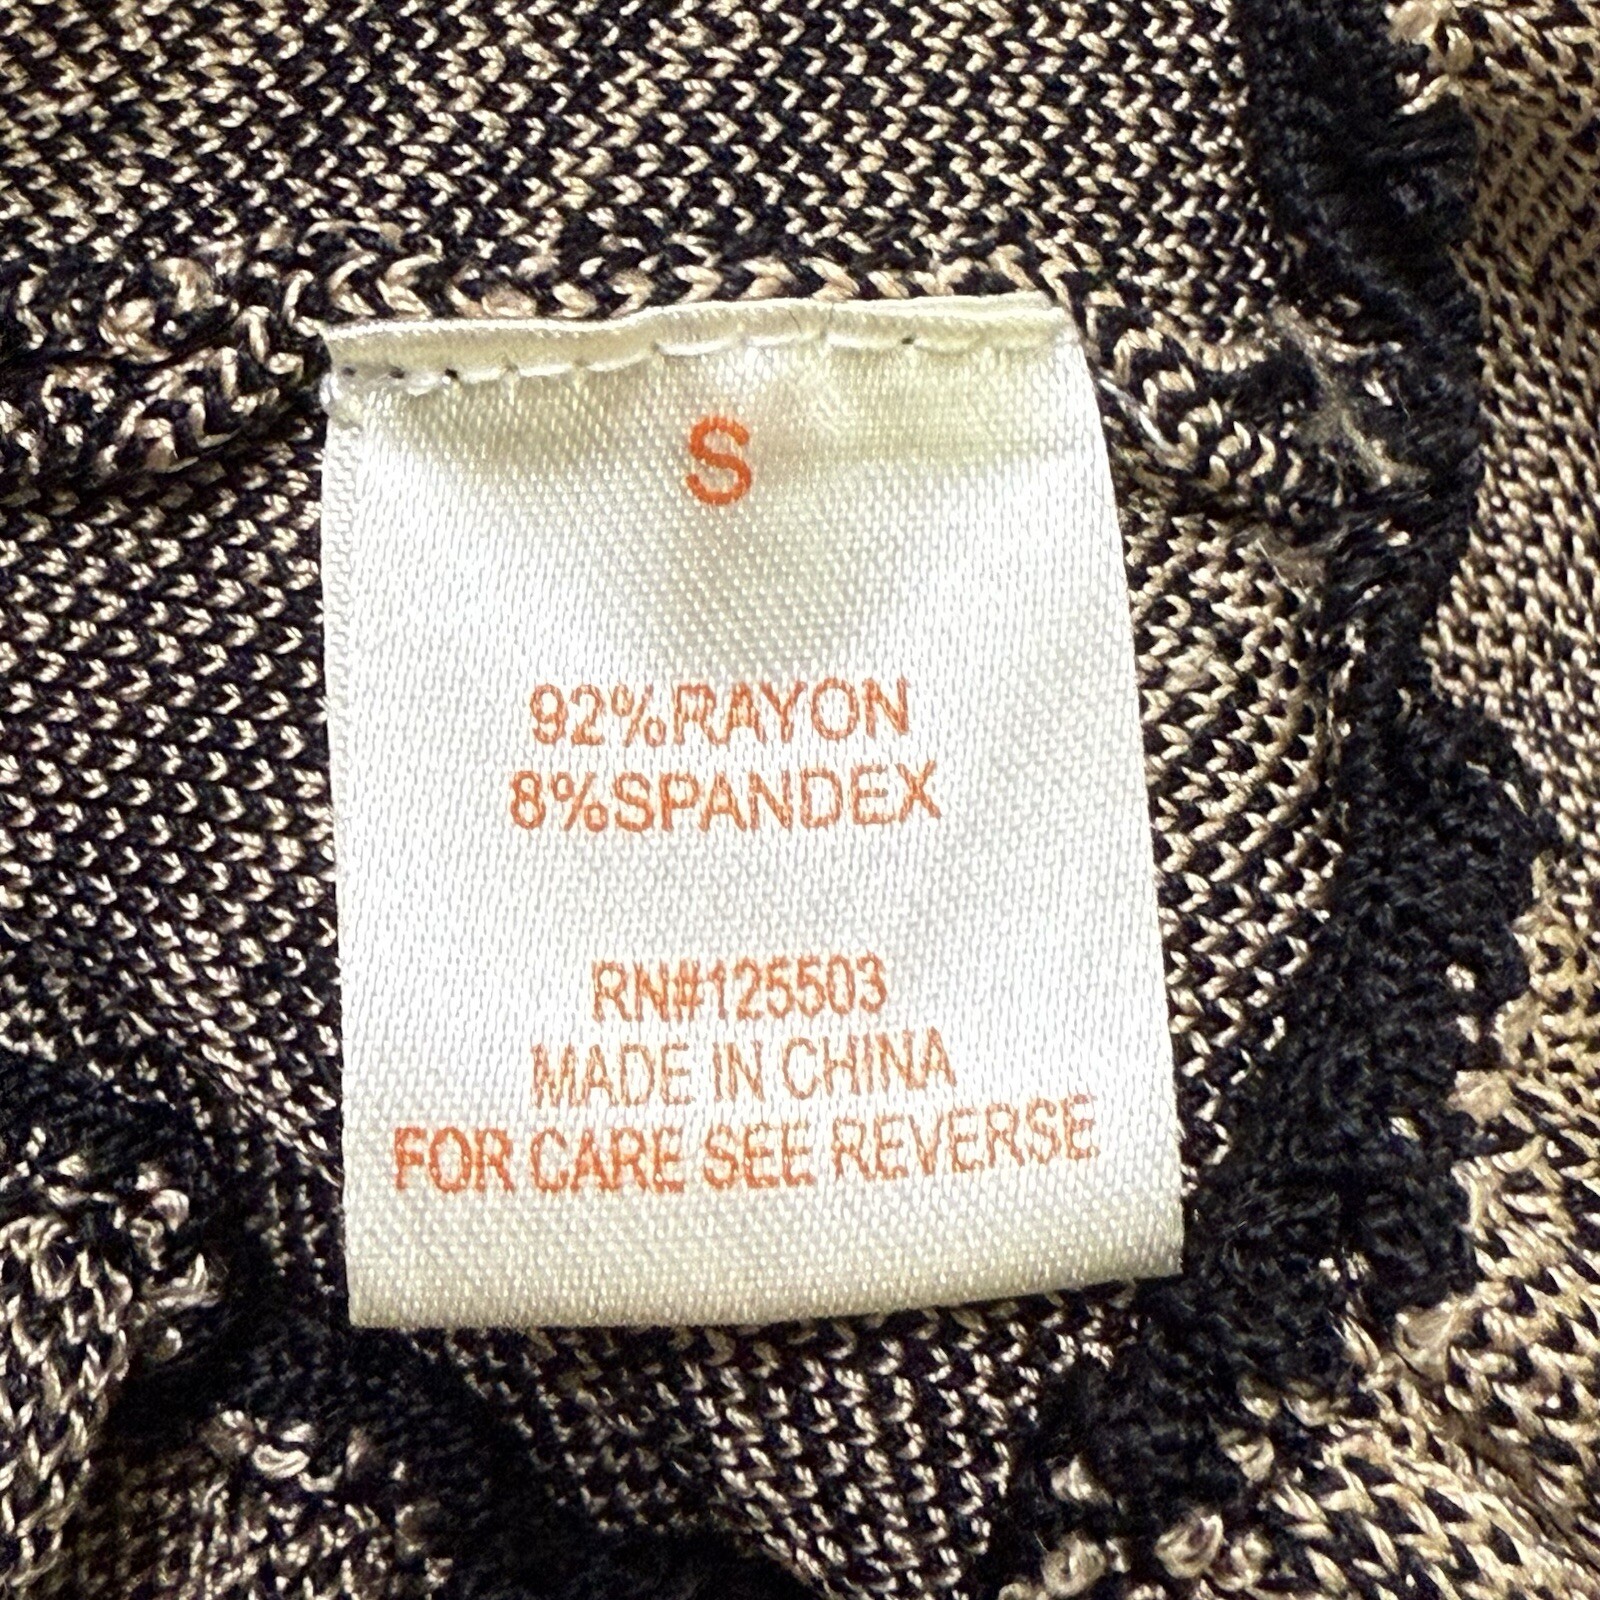 S
92%RAYON
8%SPANDEX
RN#125503
MADE IN CHINA
FOR CARE SEE REVERSE